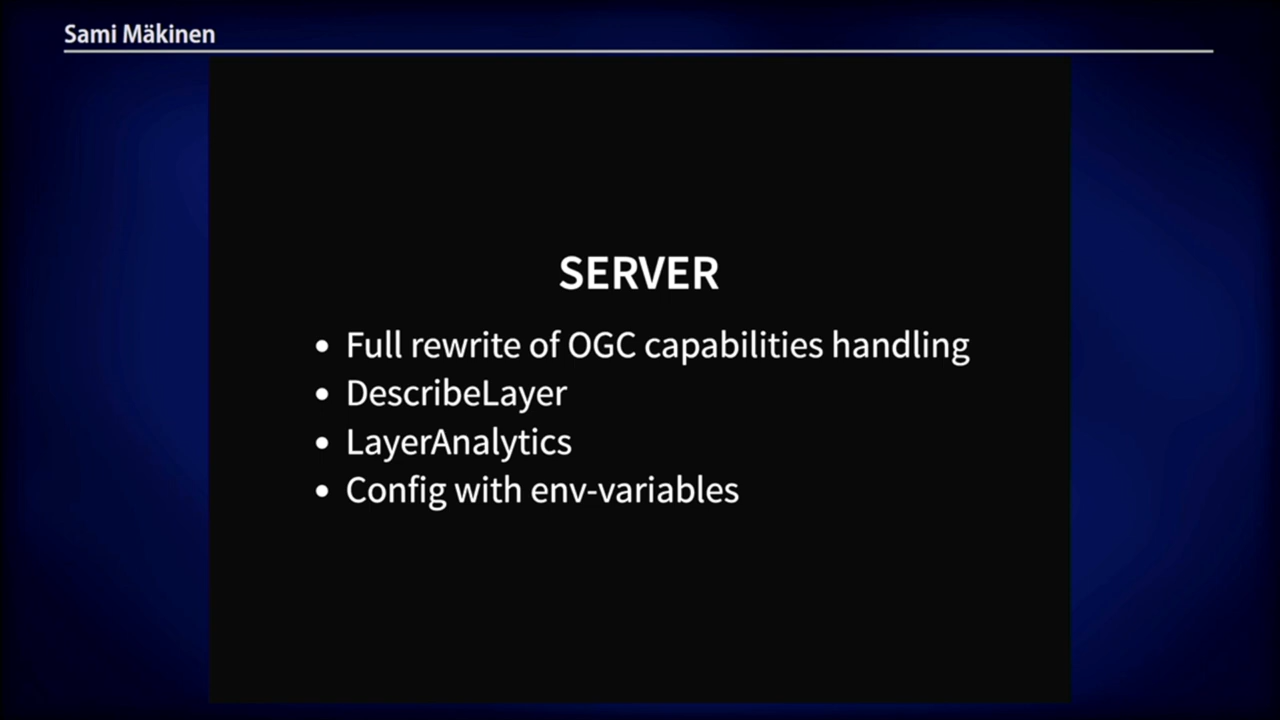 Sami Mäkinen
SERVER
• Full rewrite of OGC capabilities handling
• DescribeLayer
• LayerAnalytics
• Config with env-variables